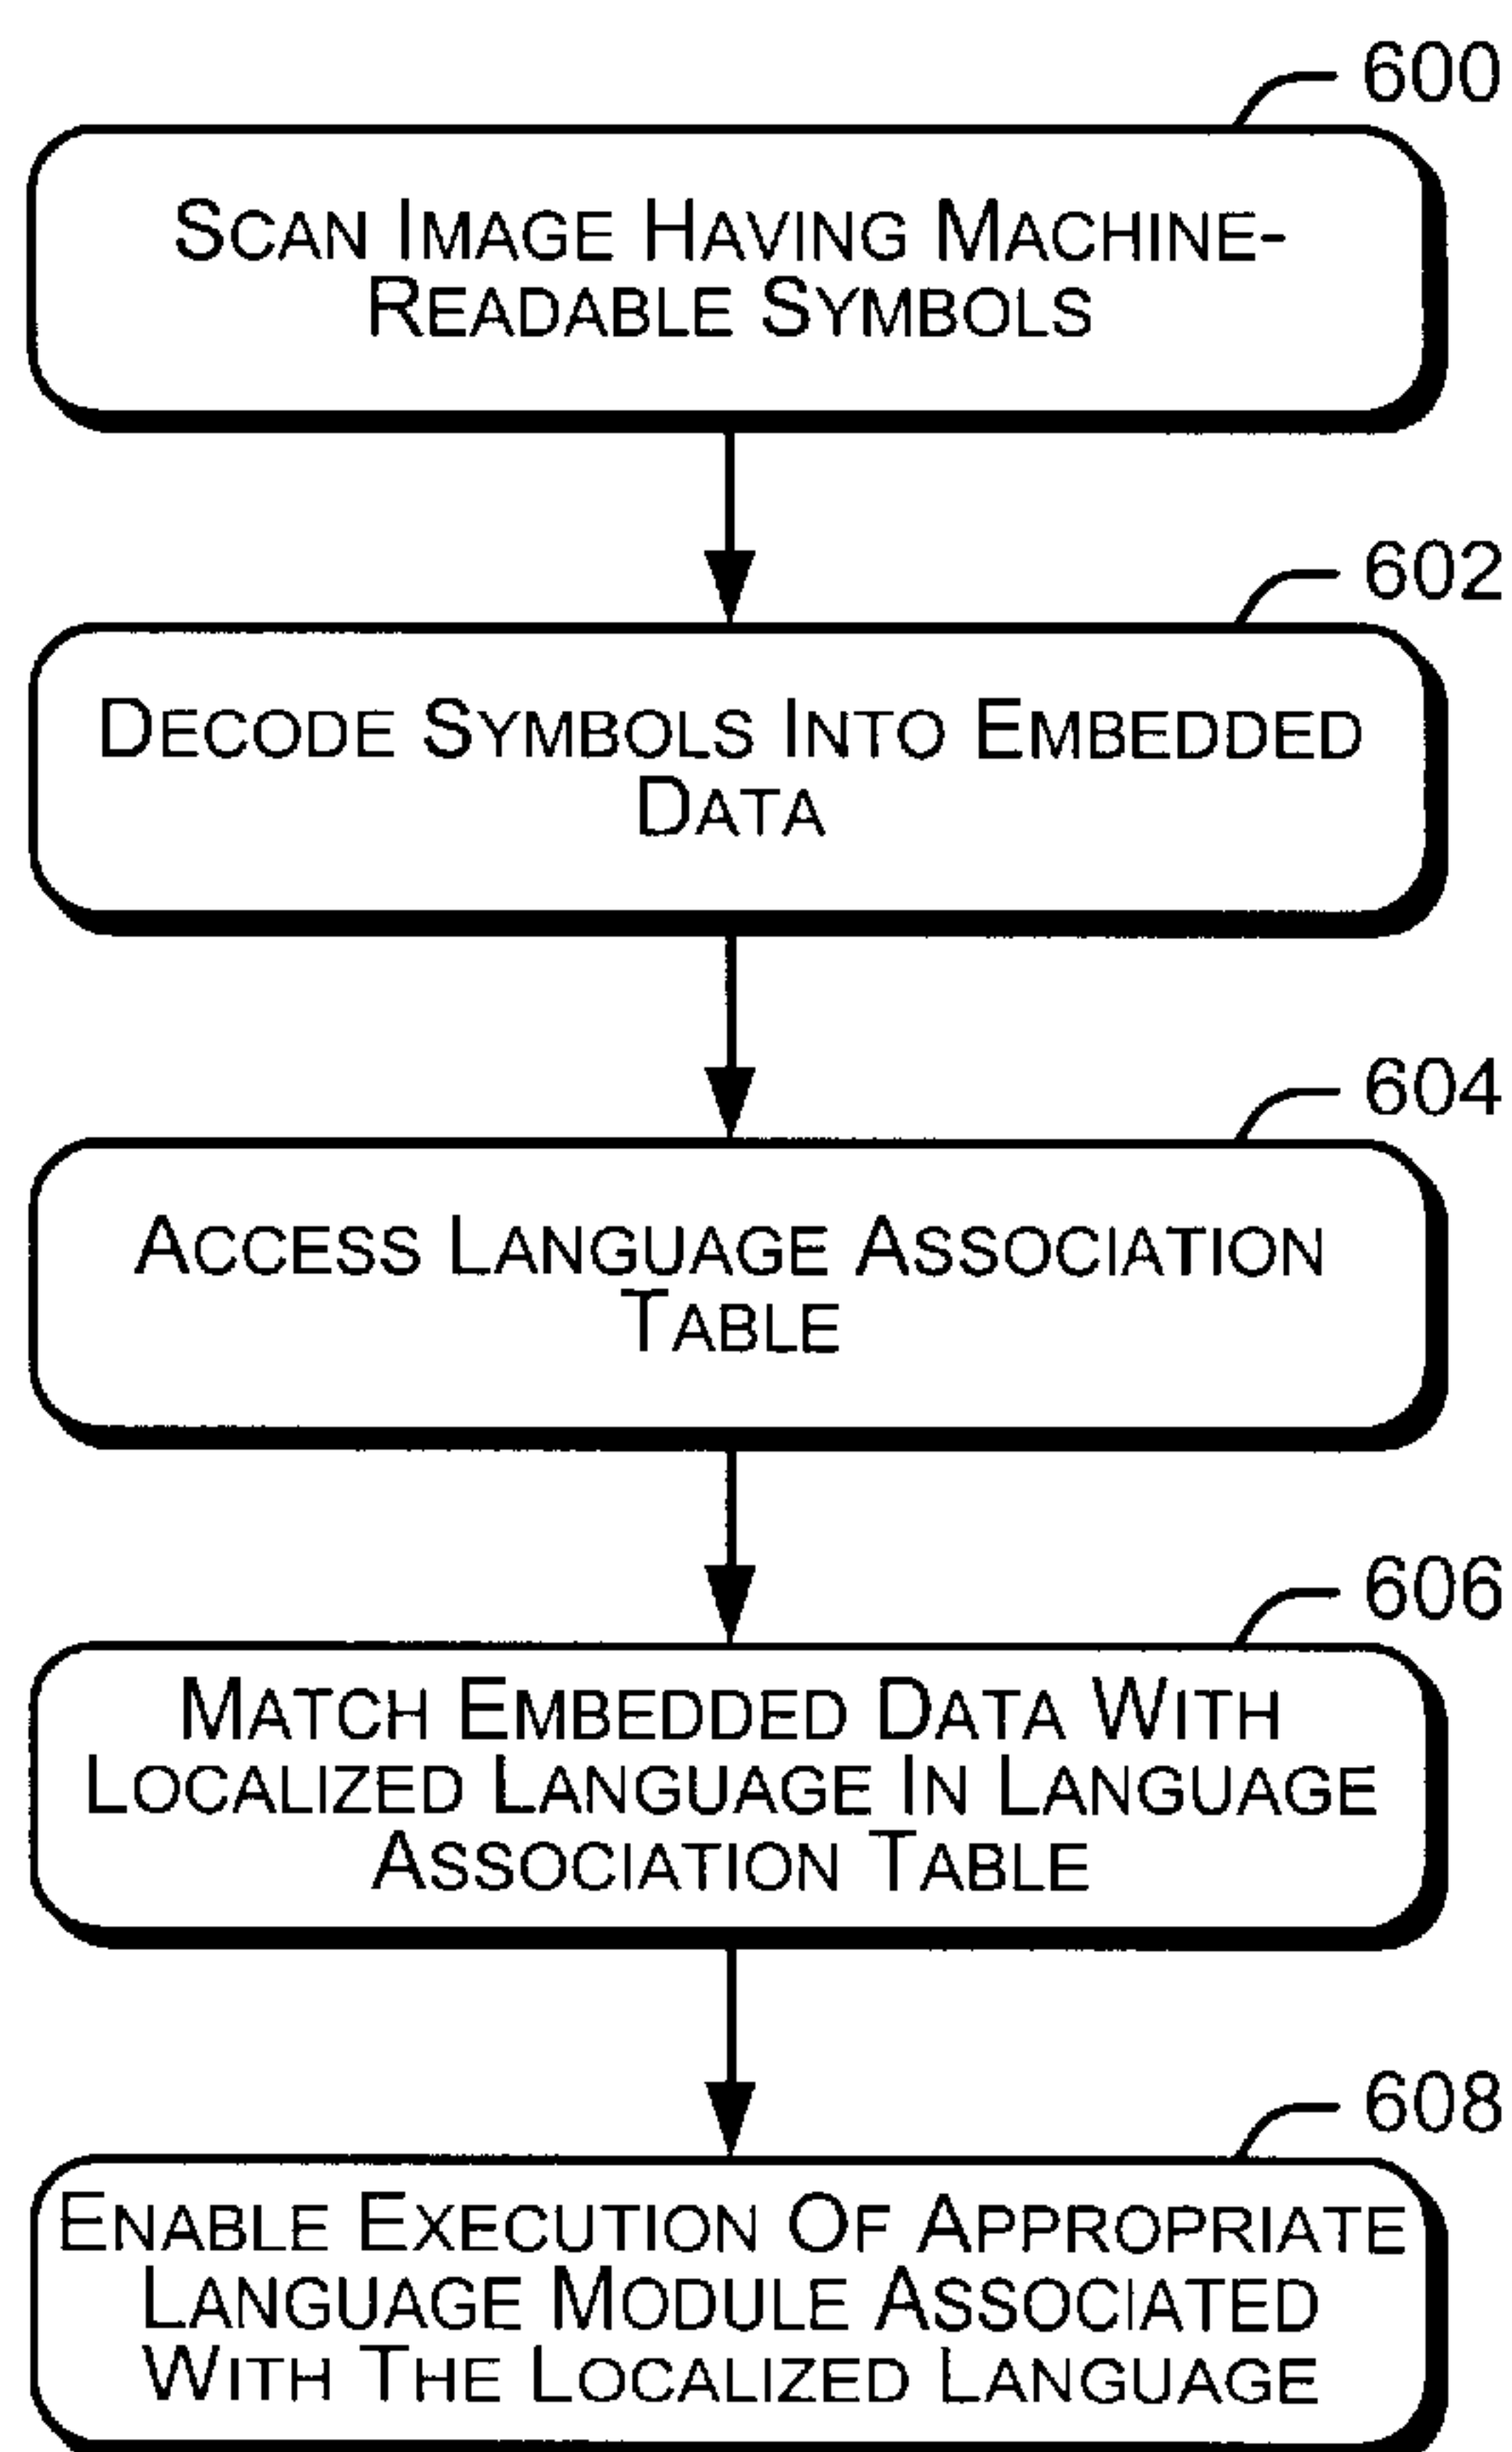 600
SCAN IMAGE HAVING MACHINE-
READABLE SYMBOLS
602
DECODE SYMBOLS INTO EMBEDDED
DATA
604
ACCESS LANGUAGE ASSOCIATION
TABLE
606
MATCH EMBEDDED DATA WITH
LOCALIZED LANGUAGE IN LANGUAGE
ASSOCIATION TABLE
608
ENABLE EXECUTION OF APPROPRIATE
LANGUAGE MODULE ASSOCIATED
WITH THE LOCALIZED LANGUAGE